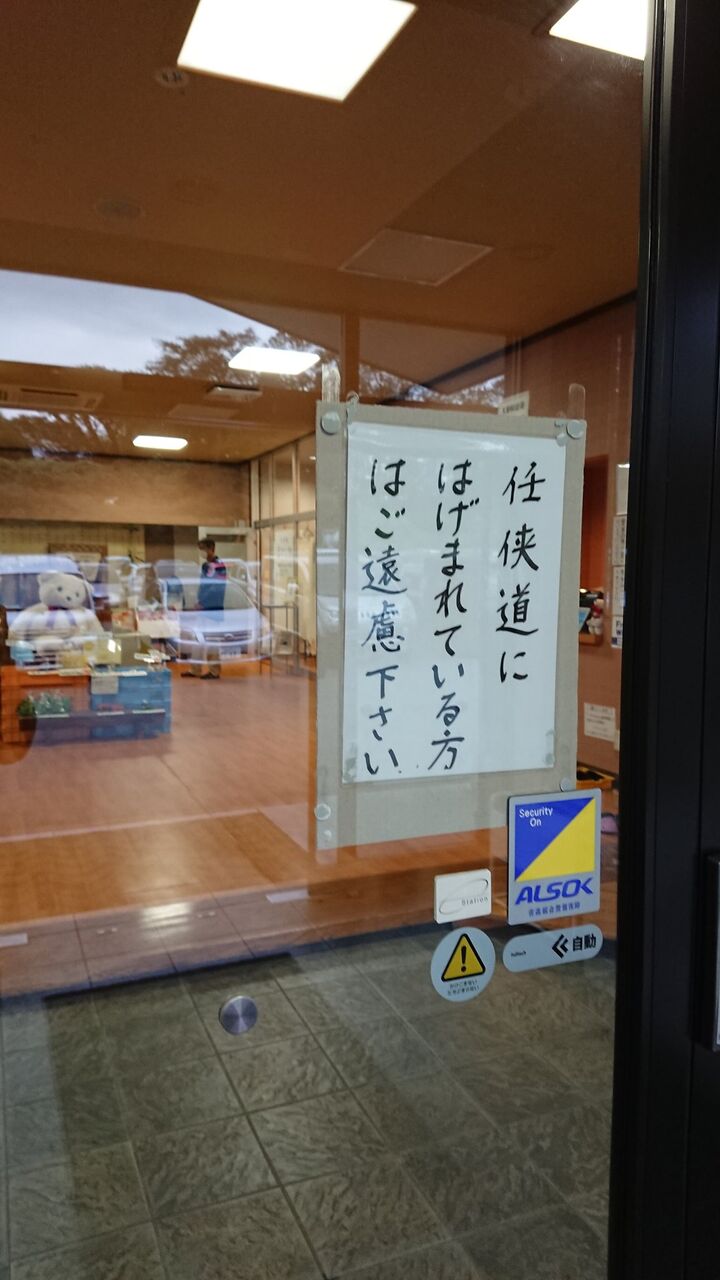 任侠道に
はげまれている方
はご遠慮下さい
Security
On
ALSOK
Station
自動